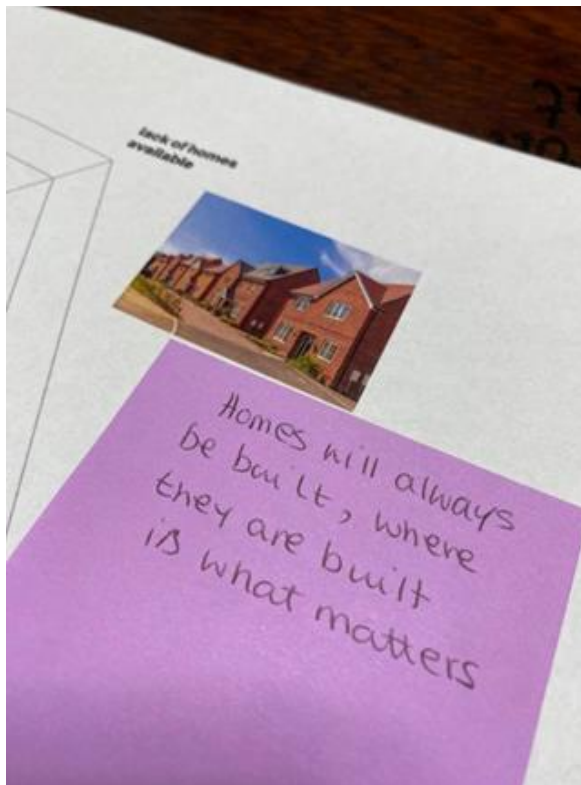 lack of homes
available
Homes will always
be built, where
they are built
is what matters